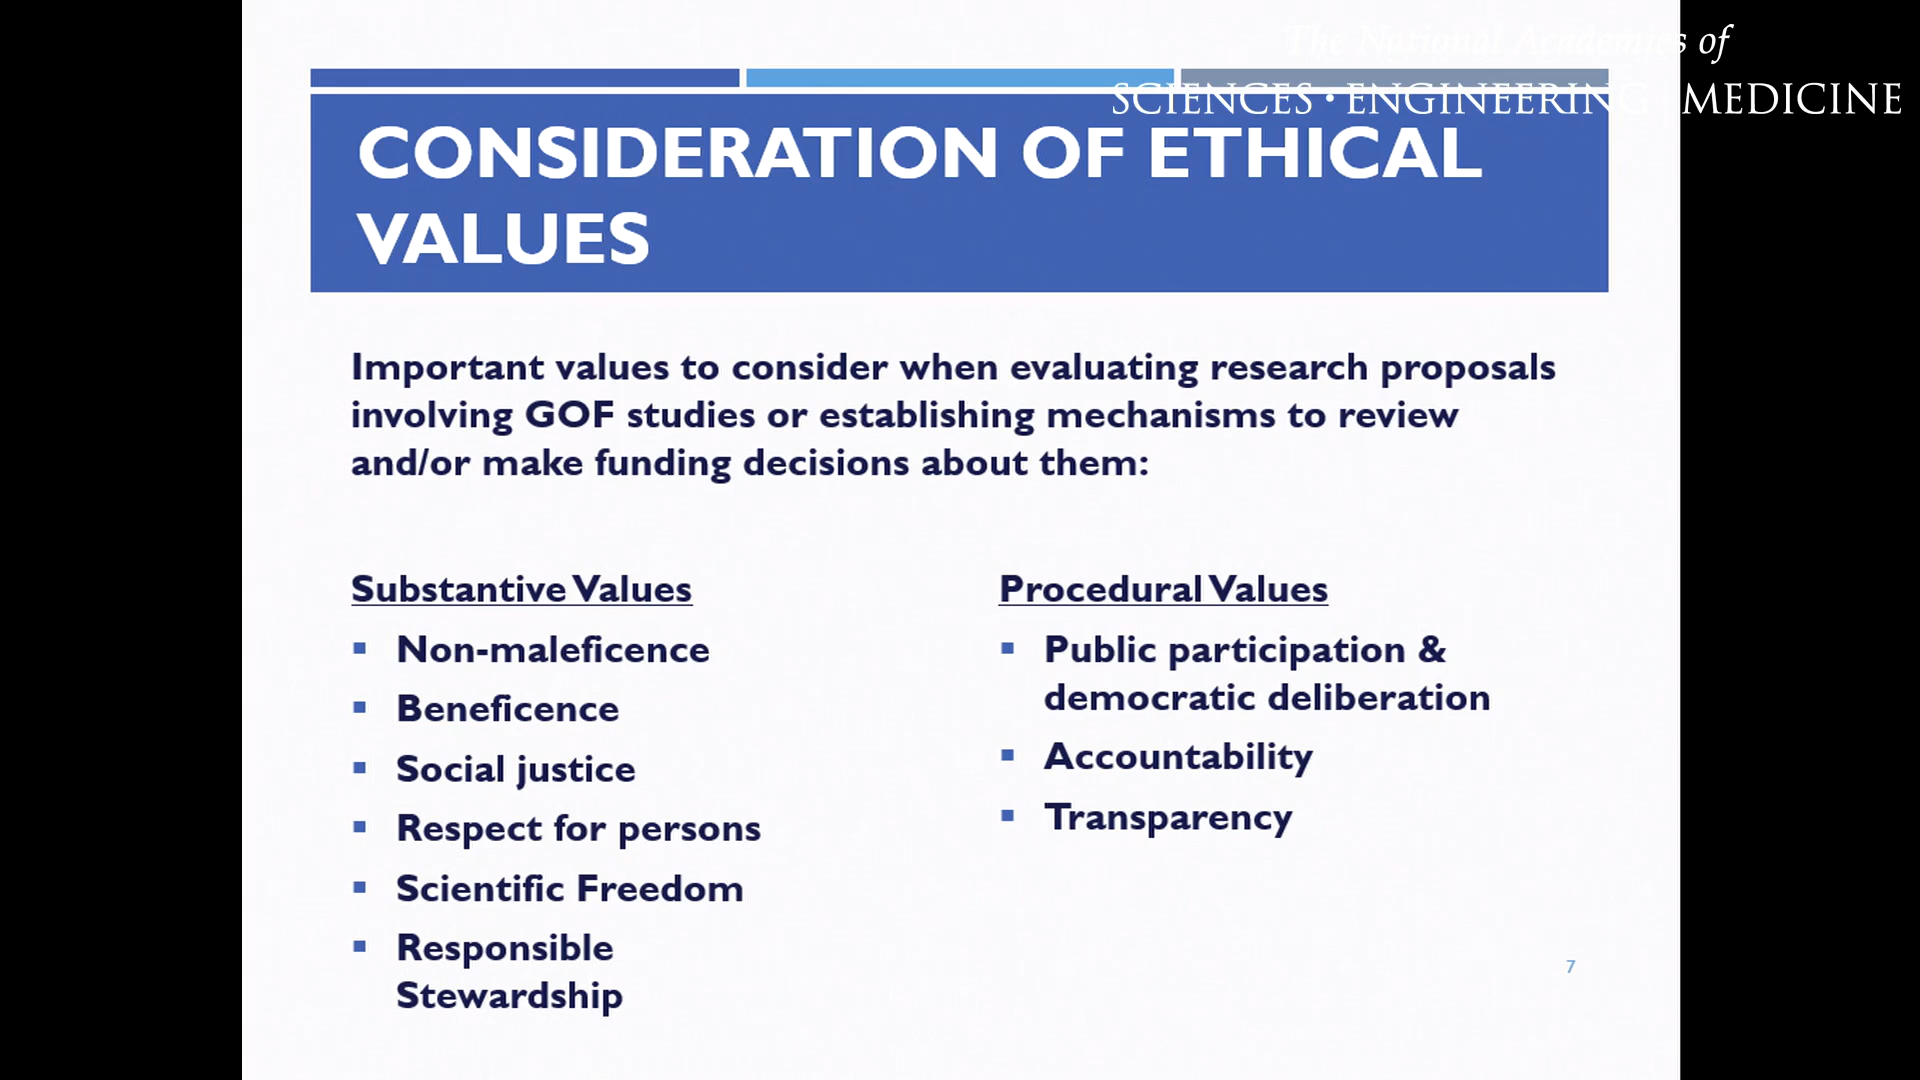 The National Academies of
SCIENCES · ENGINEERING · MEDICINE
CONSIDERATION OF ETHICAL
VALUES
Important values to consider when evaluating research proposals
involving GOF studies or establishing mechanisms to review
and/or make funding decisions about them:
Substantive Values
▪ Non-maleficence
▪ Beneficence
▪ Social justice
▪ Respect for persons
▪ Scientific Freedom
▪ Responsible
Stewardship
Procedural Values
▪ Public participation &
democratic deliberation
▪ Accountability
▪ Transparency
7